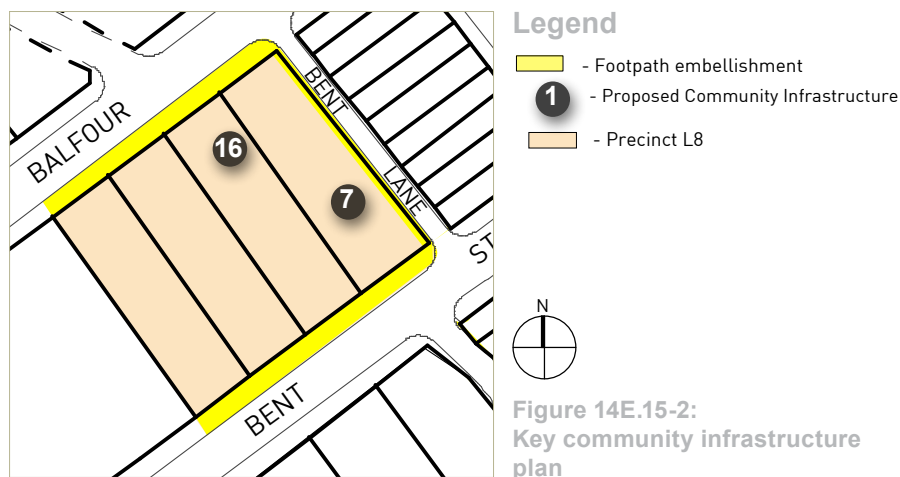 Legend
- Footpath embellishment
1 - Proposed Community Infrastructure
- Precinct L8
BALFOUR
BENT
LANE
16
7
ST
BENT
N
Figure 14E.15-2:
Key community infrastructure
plan